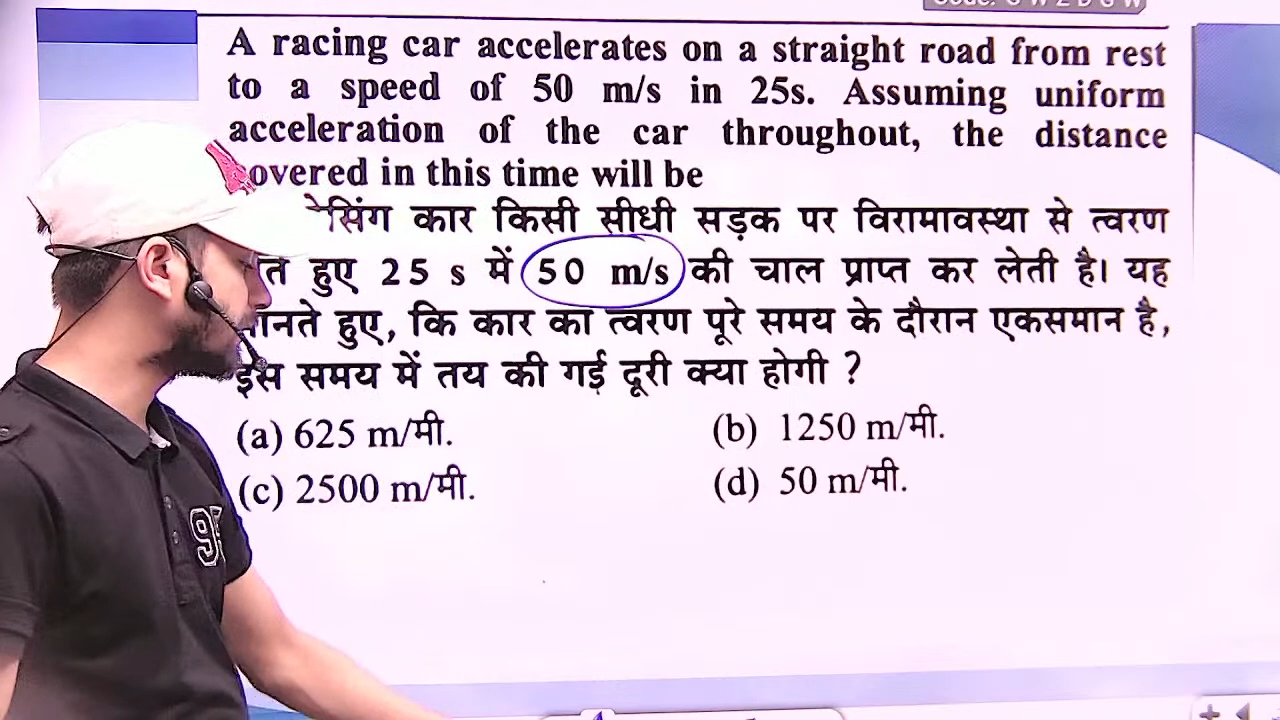 A racing car accelerates on a straight road from rest
to a speed of 50 m/s in 25s. Assuming uniform
acceleration of the car throughout, the distance
overed in this time will be
सिंग कार किसी सीधी सड़क पर विरामावस्था से त्वरण
हुए 25 s में 50 m/s की चाल प्राप्त कर लेती है। यह
हुए, कि कार का त्वरण पूरे समय के दौरान एकसमान है,
इस समय में तय की गई दूरी क्या होगी ?
(a) 625 m/मी. (b) 1250 m/मी.
(c) 2500 m/मी. (d) 50 m/मी.